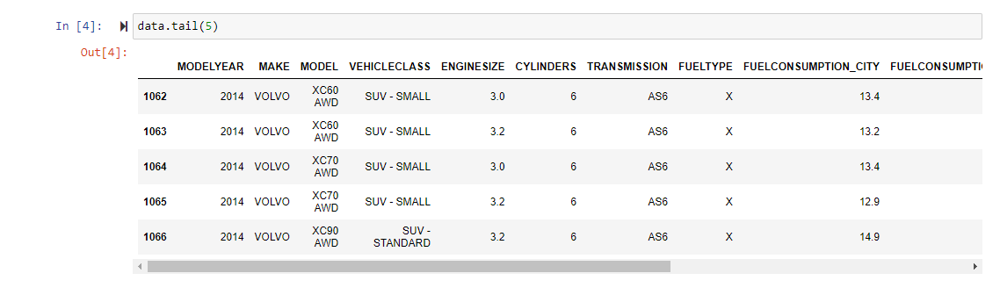 In [4]: data.tail(5)
Out[4]:
MODELYEAR MAKE MODEL VEHICLECLASS ENGINESIZE CYLINDERS TRANSMISSION FUELTYPE FUELCONSUMPTION_CITY FUELCONSUMPTI
1062 2014 VOLVO XC60 AWD SUV - SMALL 3.0 6 AS6 X 13.4
1063 2014 VOLVO XC60 AWD SUV - SMALL 3.2 6 AS6 X 13.2
1064 2014 VOLVO XC70 AWD SUV - SMALL 3.0 6 AS6 X 13.4
1065 2014 VOLVO XC70 AWD SUV - SMALL 3.2 6 AS6 X 12.9
1066 2014 VOLVO XC90 AWD SUV - STANDARD 3.2 6 AS6 X 14.9